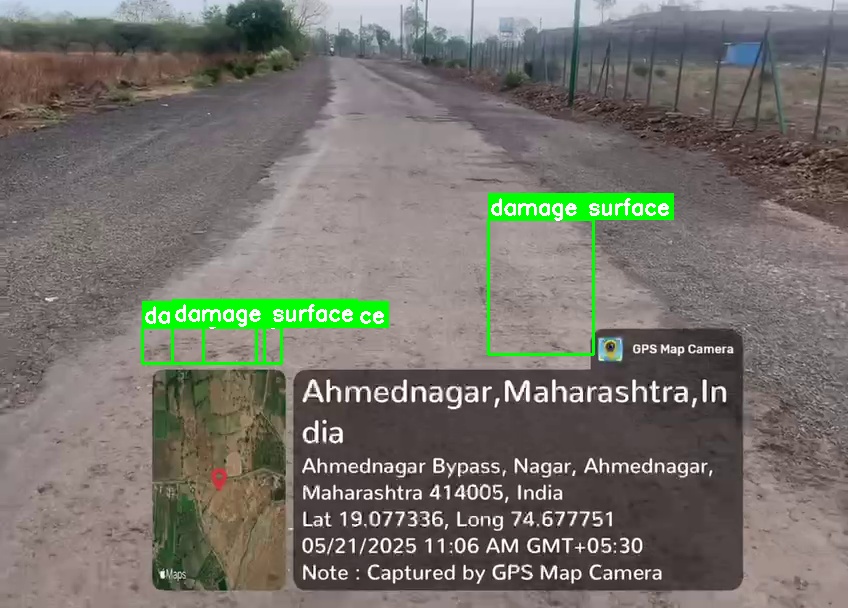 damage surface
da damage surface ce
GPS Map Camera
Ahmednagar,Maharashtra,In
dia
Ahmednagar Bypass, Nagar, Ahmednagar,
Maharashtra 414005, India
Lat 19.077336, Long 74.677751
05/21/2025 11:06 AM GMT+05:30
Note : Captured by GPS Map Camera
Maps